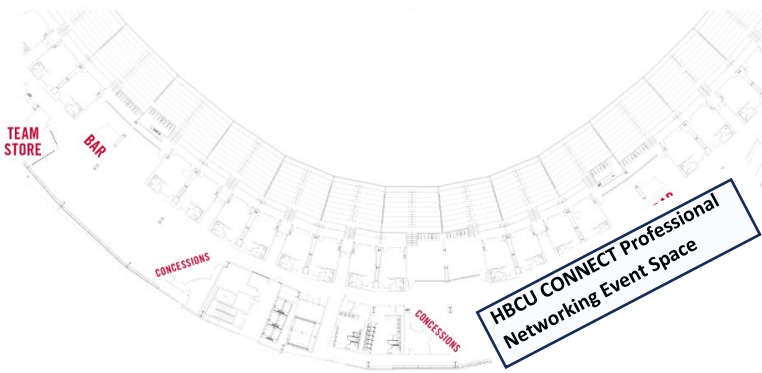 TEAM
STORE
BAR
CONCESSIONS
CONCESSIONS
HBCU CONNECT Professional
Networking Event Space